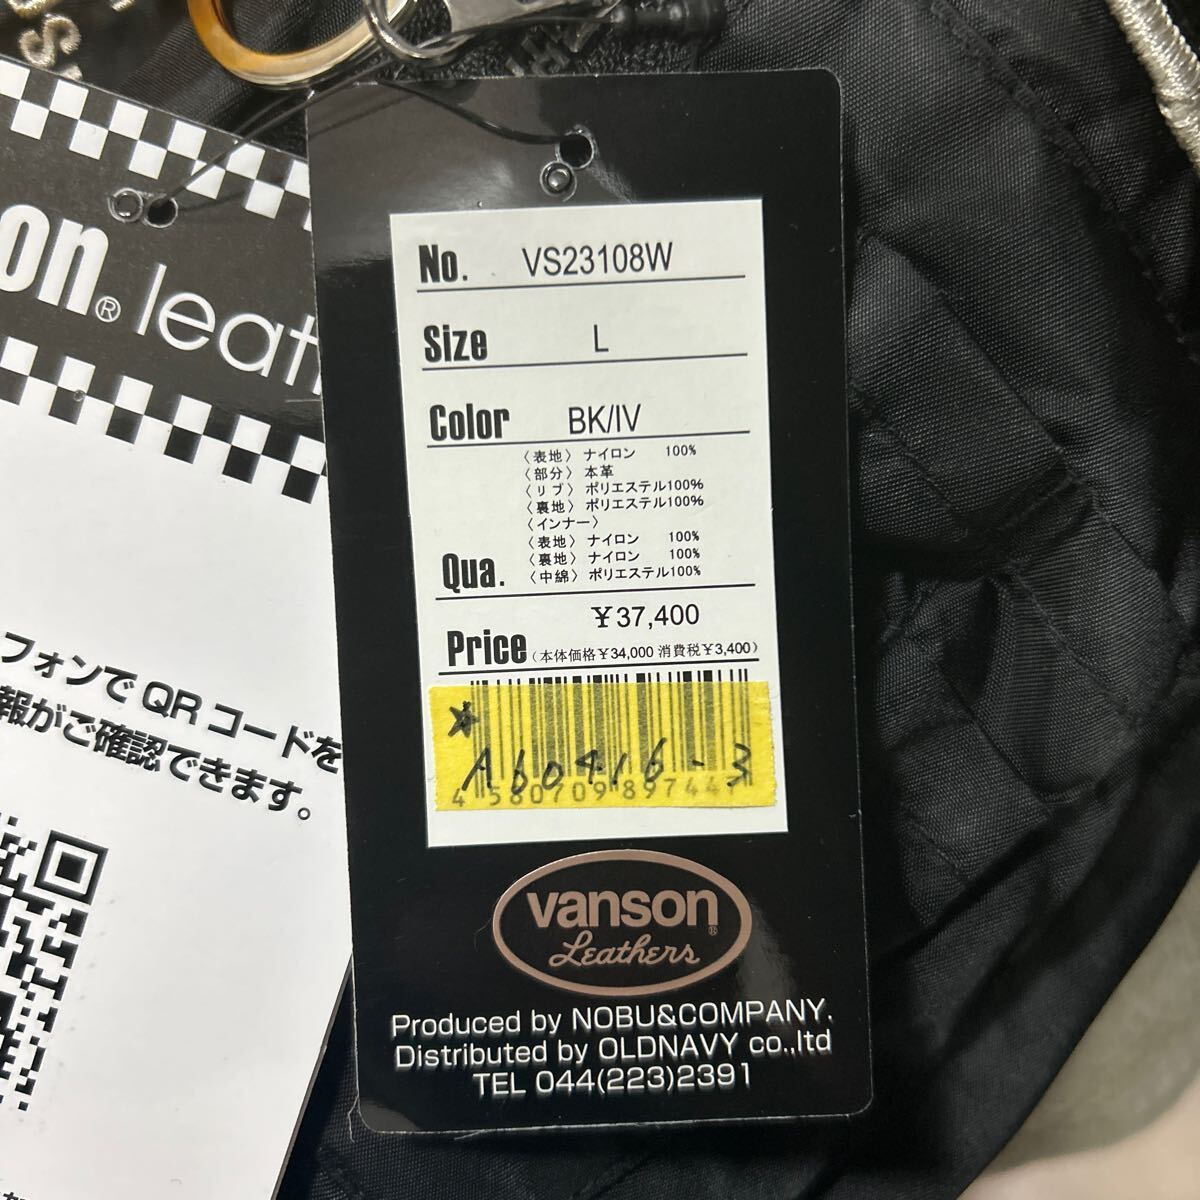 on® leat
フォンでQRコードを
報がご確認できます。
No. VS23108W
Size L
Color BK/IV
〈表地〉ナイロン 100%
〈部分〉本革
〈リブ〉ポリエステル100%
〈裏地〉ポリエステル100%
〈インナー〉
〈表地〉ナイロン 100%
〈裏地〉ナイロン 100%
Qua. 〈中綿〉ポリエステル100%
￥37,400
Price (本体価格￥34,000 消費税￥3,400)
A60416-3
4 580709 897447
vanson®
Leathers
Produced by NOBU&COMPANY.
Distributed by OLDNAVY co.,ltd
TEL 044(223)2391